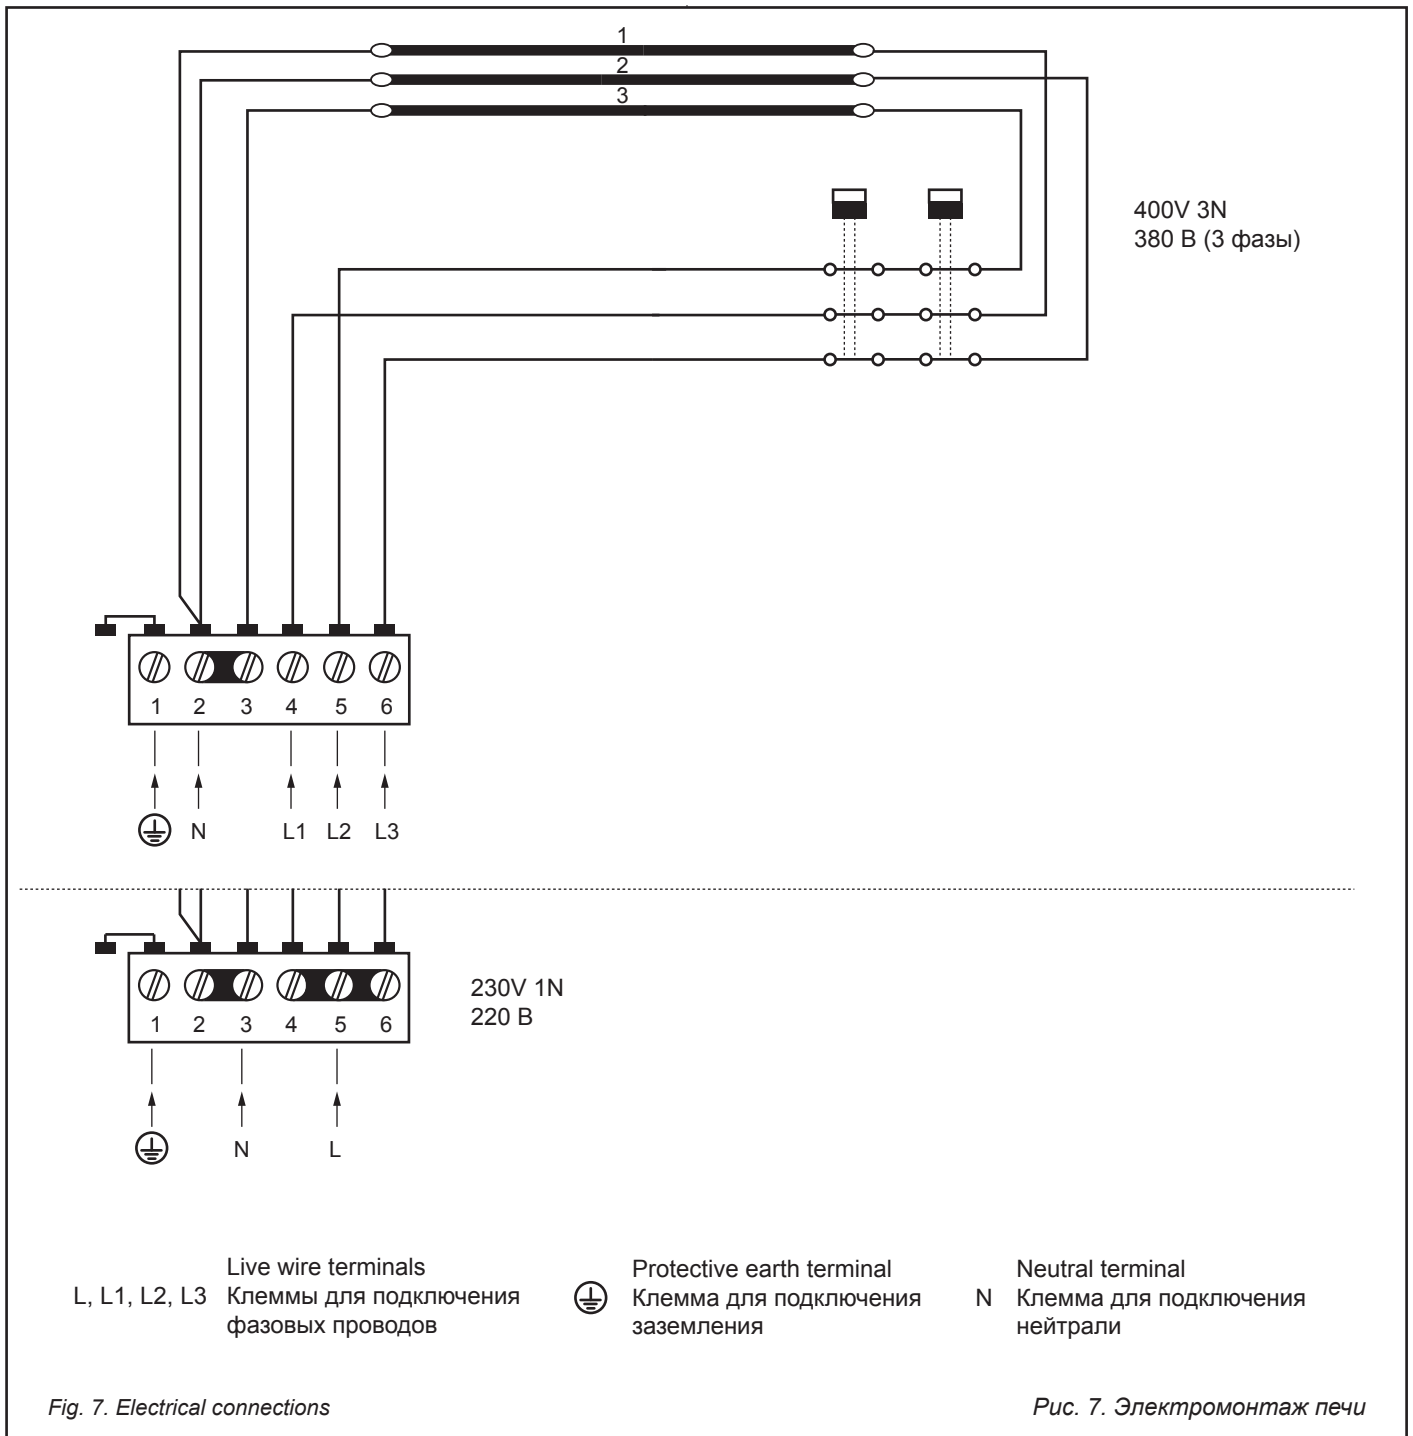 1
2
3
400V 3N
380 В (3 фазы)
1 2 3 4 5 6
N L1 L2 L3
230V 1N
220 В
1 2 3 4 5 6
N L
L, L1, L2, L3
Live wire terminals
Клеммы для подключения
фазовых проводов
Protective earth terminal
Клемма для подключения
заземления
N
Neutral terminal
Клемма для подключения
нейтрали
Fig. 7. Electrical connections
Рис. 7. Электромонтаж печи